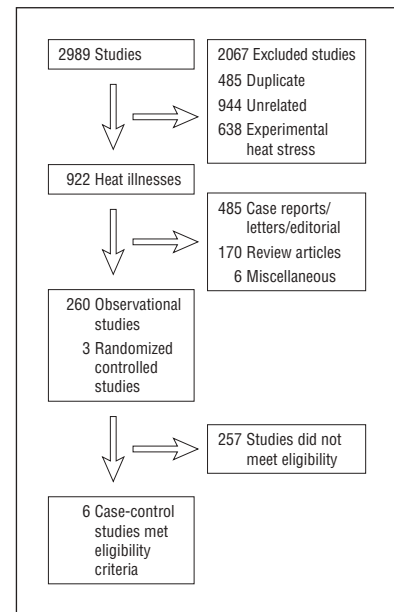 2989 Studies
2067 Excluded studies
485 Duplicate
944 Unrelated
638 Experimental
heat stress
922 Heat illnesses
485 Case reports/
letters/editorial
170 Review articles
6 Miscellaneous
260 Observational
studies
3 Randomized
controlled
studies
257 Studies did not
meet eligibility
6 Case-control
studies met
eligibility
criteria